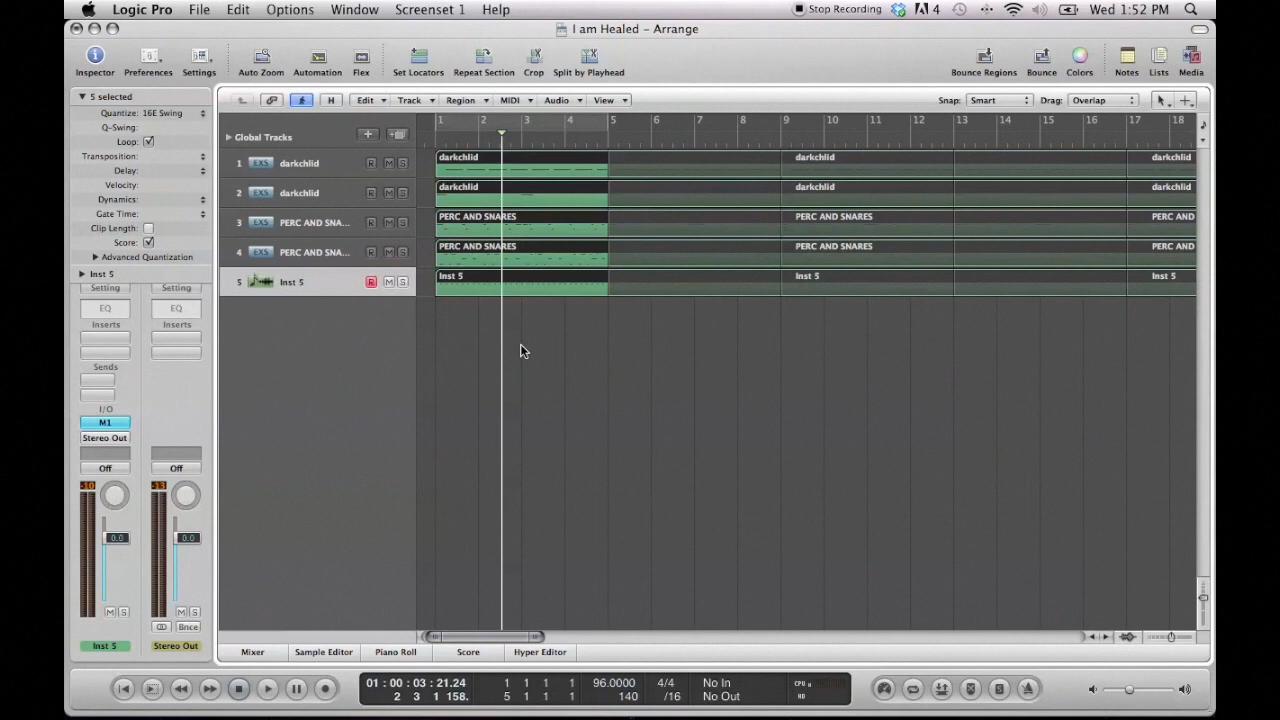 Logic Pro File Edit Options Window Screenset 1 Help Stop Recording 4 Wed 1:52 PM
I am Healed – Arrange
Inspector Preferences Settings Auto Zoom Automation Flex Set Locators Repeat Section Crop Split by Playhead Bounce Regions Bounce Colors Notes Lists Media
5 selected
H Edit Track Region MIDI Audio View Snap: Smart Drag: Overlap
Quantize: 16E Swing
Q-Swing:
Loop:
Transposition:
Delay:
Velocity:
Dynamics:
Gate Time:
Clip Length:
Score:
Advanced Quantization
Inst 5
Setting Setting
EQ EQ
Inserts Inserts
Sends
I/O
M1
Stereo Out
Off Off
-10 -13
0.0 0.0
M S M S
Bnce
Inst 5 Stereo Out
1 2 3 4 5 6 7 8 9 10 11 12 13 14 15 16 17 18
Global Tracks
1 EXS darkchlid R M S darkchlid darkchlid darkchlid
2 EXS darkchlid R M S darkchlid darkchlid darkchlid
3 EXS PERC AND SNA... R M S PERC AND SNARES PERC AND SNARES PERC AND
4 EXS PERC AND SNA... R M S PERC AND SNARES PERC AND SNARES PERC AND
5 Inst 5 R M S Inst 5 Inst 5 Inst 5
Mixer Sample Editor Piano Roll Score Hyper Editor
01: 00: 03: 21.24 1 1 1 1 96.0000 4/4 No In CPU
2 3 1 158. 5 1 1 1 140 /16 No Out HD
S